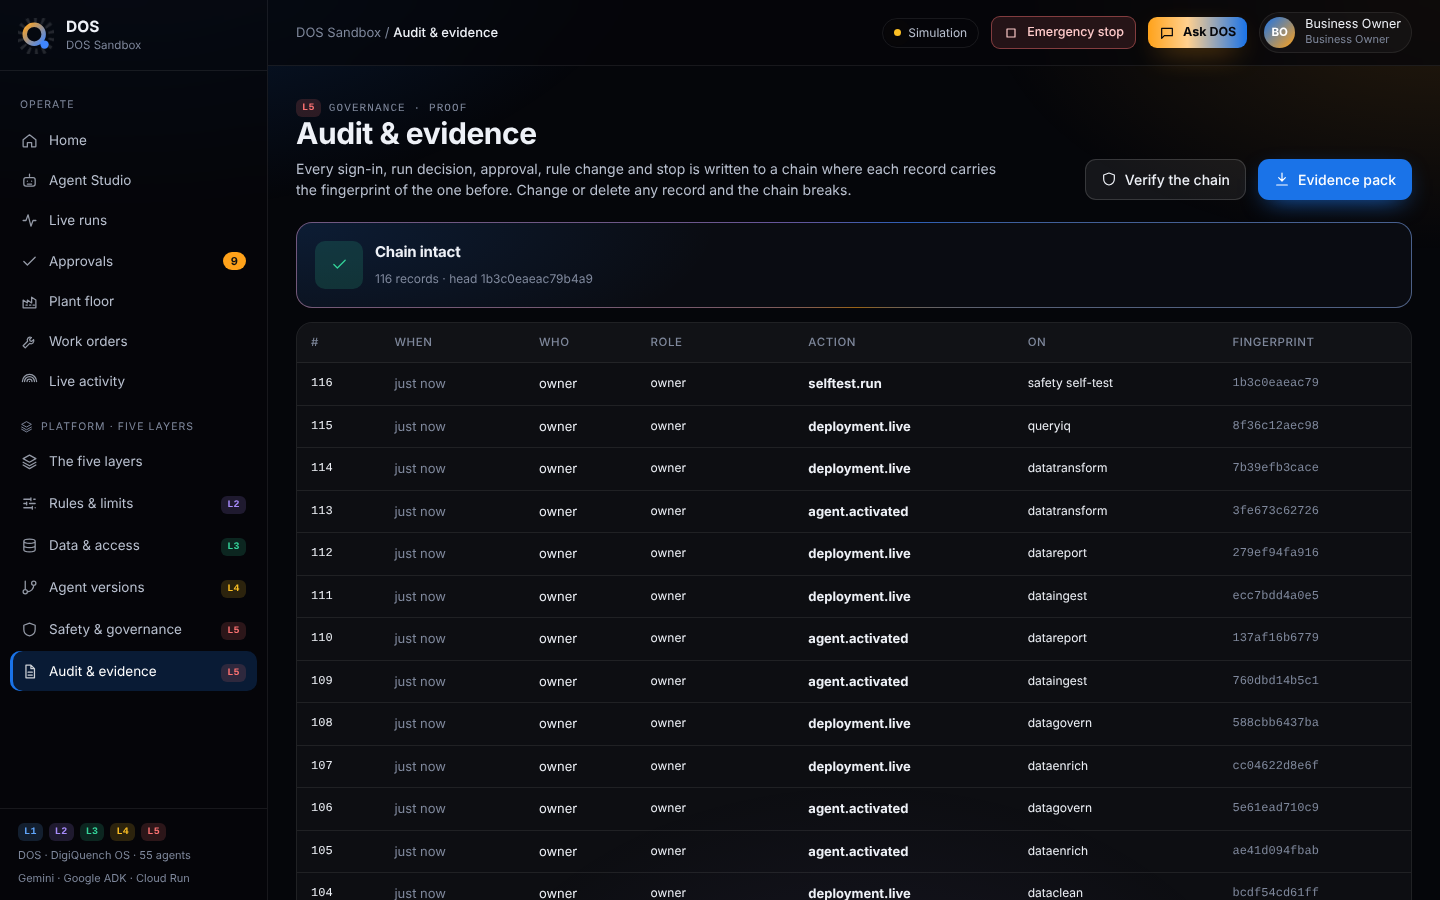 DOS
DOS Sandbox
OPERATE
Home
Agent Studio
Live runs
Approvals 9
Plant floor
Work orders
Live activity
PLATFORM · FIVE LAYERS
The five layers
Rules & limits L2
Data & access L3
Agent versions L4
Safety & governance L5
Audit & evidence L5
L1 L2 L3 L4 L5
DOS · DigiQuench OS · 55 agents
Gemini · Google ADK · Cloud Run
DOS Sandbox / Audit & evidence
Simulation
Emergency stop
Ask DOS
BO
Business Owner
Business Owner
L5 GOVERNANCE · PROOF
Audit & evidence
Every sign-in, run decision, approval, rule change and stop is written to a chain where each record carries
the fingerprint of the one before. Change or delete any record and the chain breaks.
Verify the chain
Evidence pack
Chain intact
116 records · head 1b3c0eaeac79b4a9
# WHEN WHO ROLE ACTION ON FINGERPRINT
116 just now owner owner selftest.run safety self-test 1b3c0eaeac79
115 just now owner owner deployment.live queryiq 8f36c12aec98
114 just now owner owner deployment.live datatransform 7b39efb3cace
113 just now owner owner agent.activated datatransform 3fe673c62726
112 just now owner owner deployment.live datareport 279ef94fa916
111 just now owner owner deployment.live dataingest ecc7bdd4a0e5
110 just now owner owner agent.activated datareport 137af16b6779
109 just now owner owner agent.activated dataingest 760dbd14b5c1
108 just now owner owner deployment.live datagovern 588cbb6437ba
107 just now owner owner deployment.live dataenrich cc04622d8e6f
106 just now owner owner agent.activated datagovern 5e61ead710c9
105 just now owner owner agent.activated dataenrich ae41d094fbab
104 just now owner owner deployment.live dataclean bcdf54cd61ff